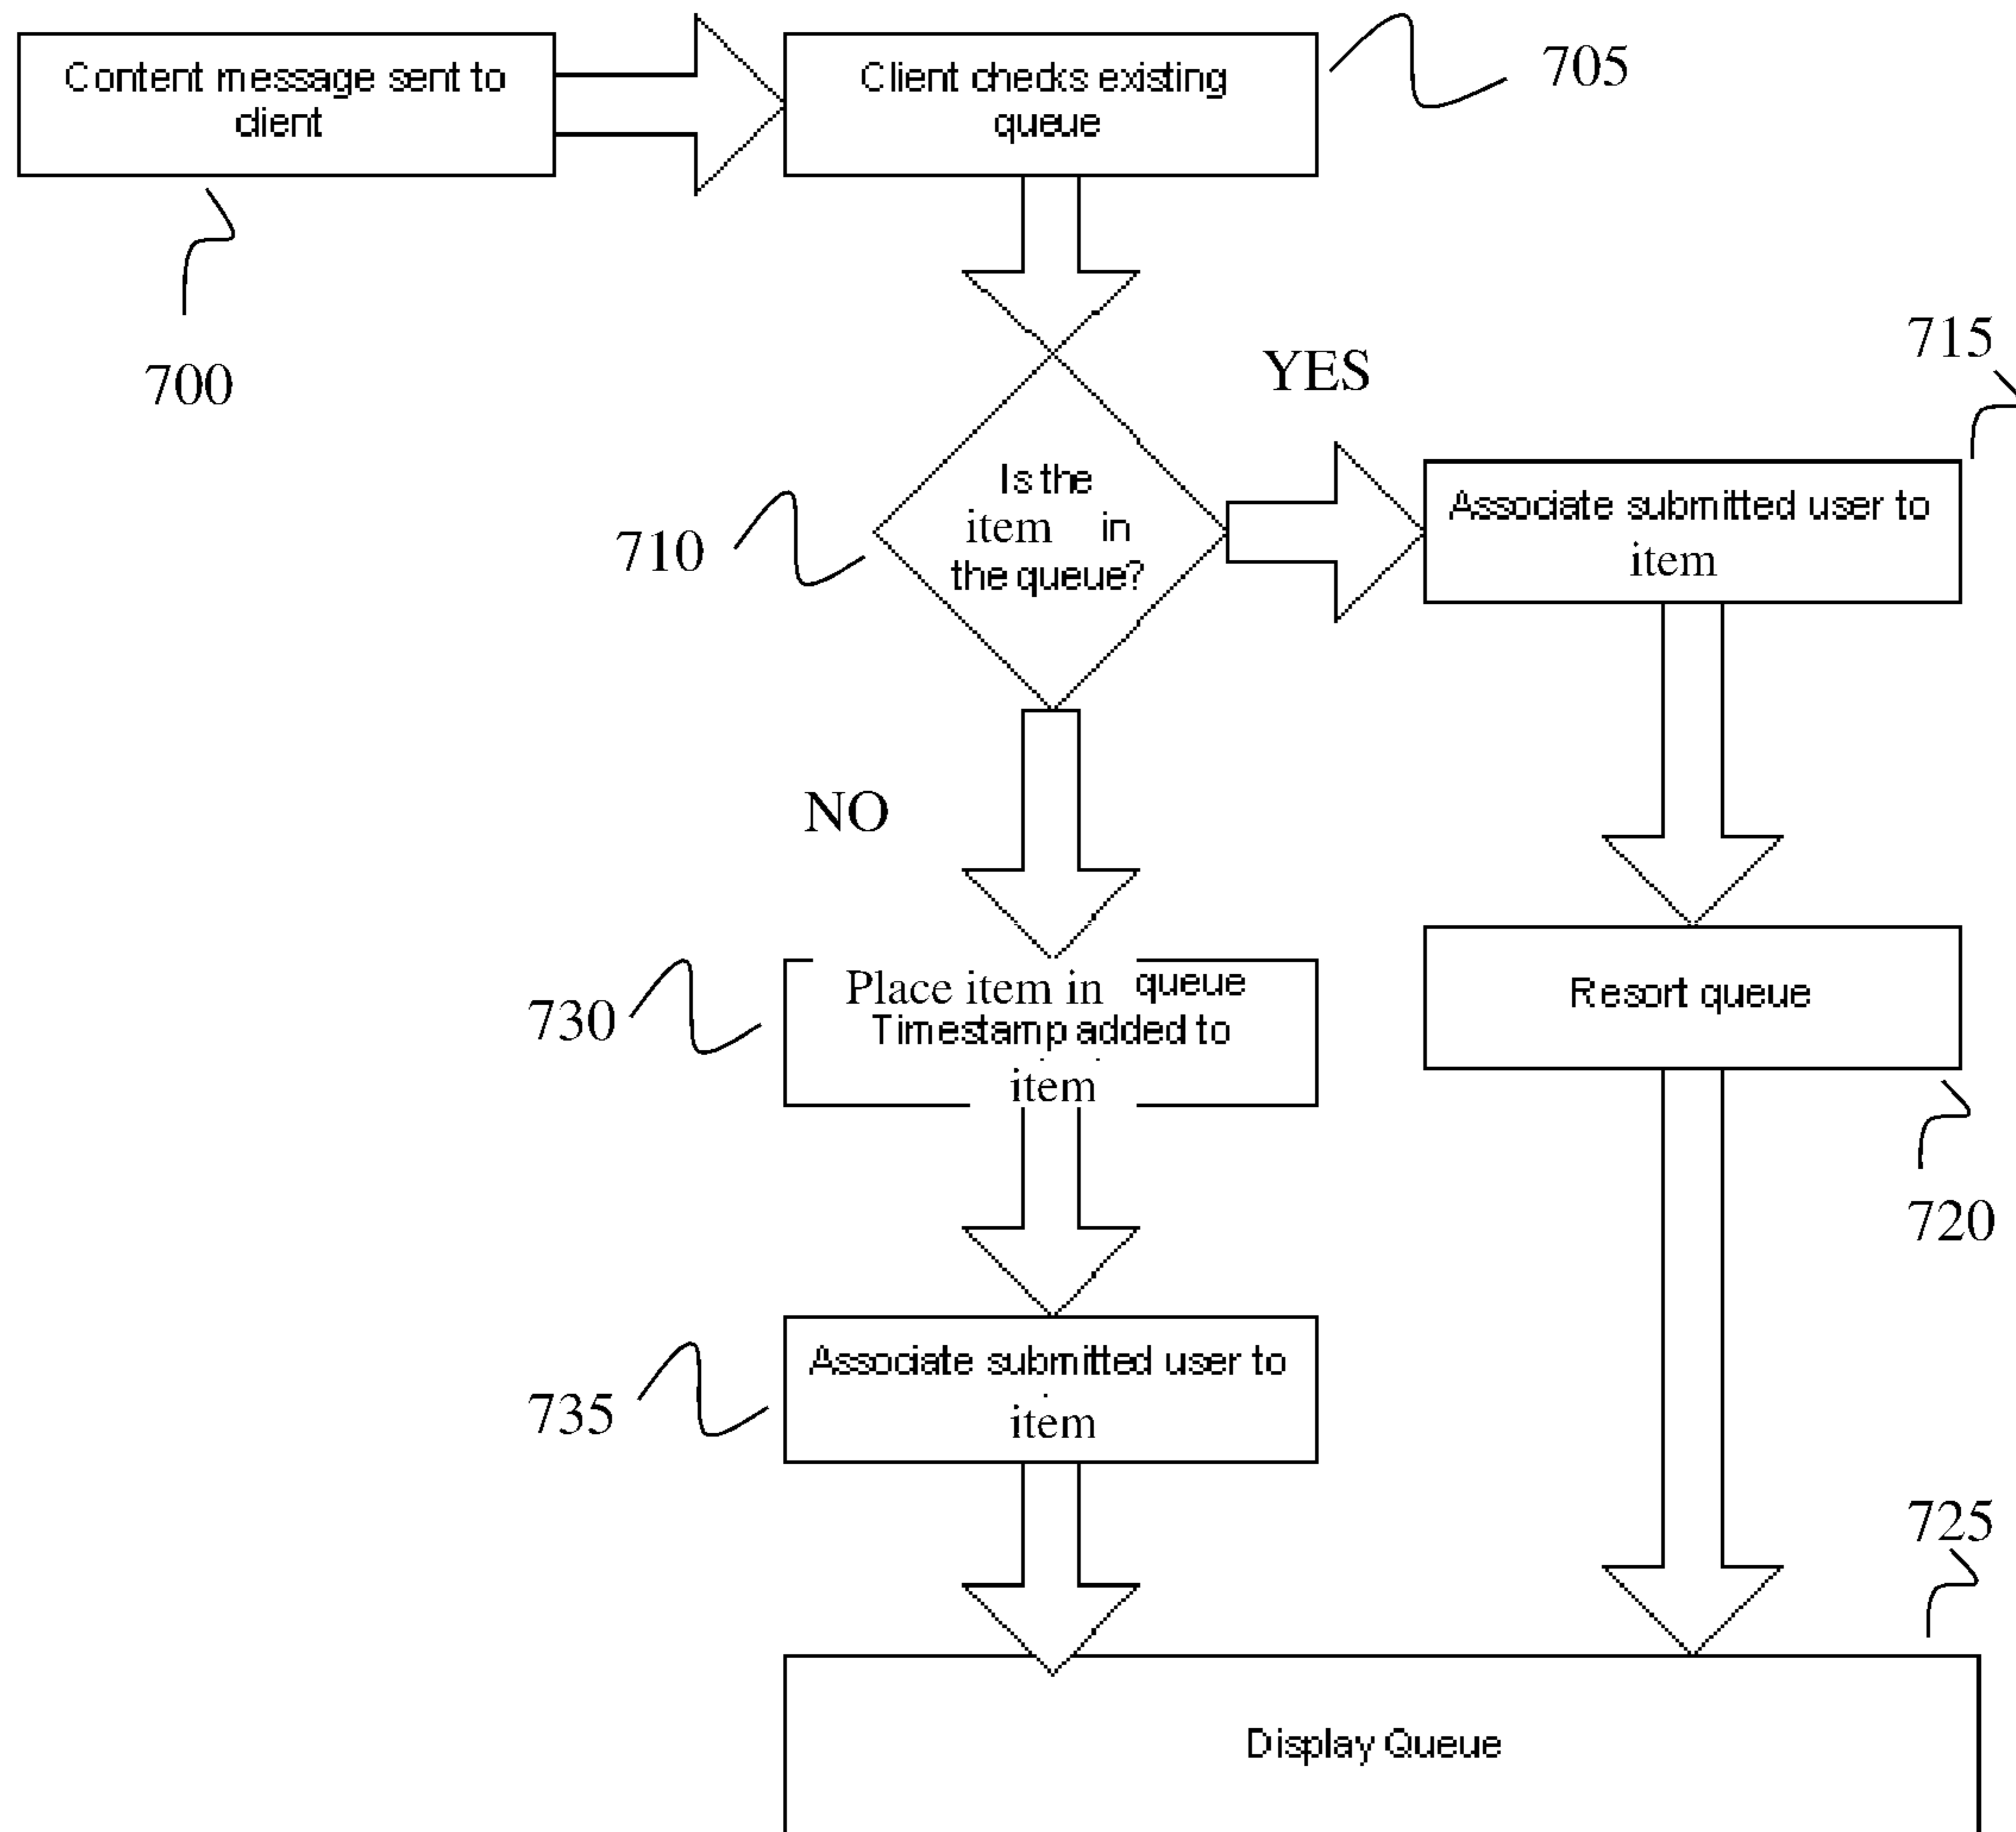 Content message sent to
client
Client checks existing
queue
705
700
YES
715
Is the
item in
the queue?
710
Associate submitted user to
item
NO
Place item in queue
Timestamp added to
item
730
Resort queue
720
Associate submitted user to
item
735
725
Display Queue